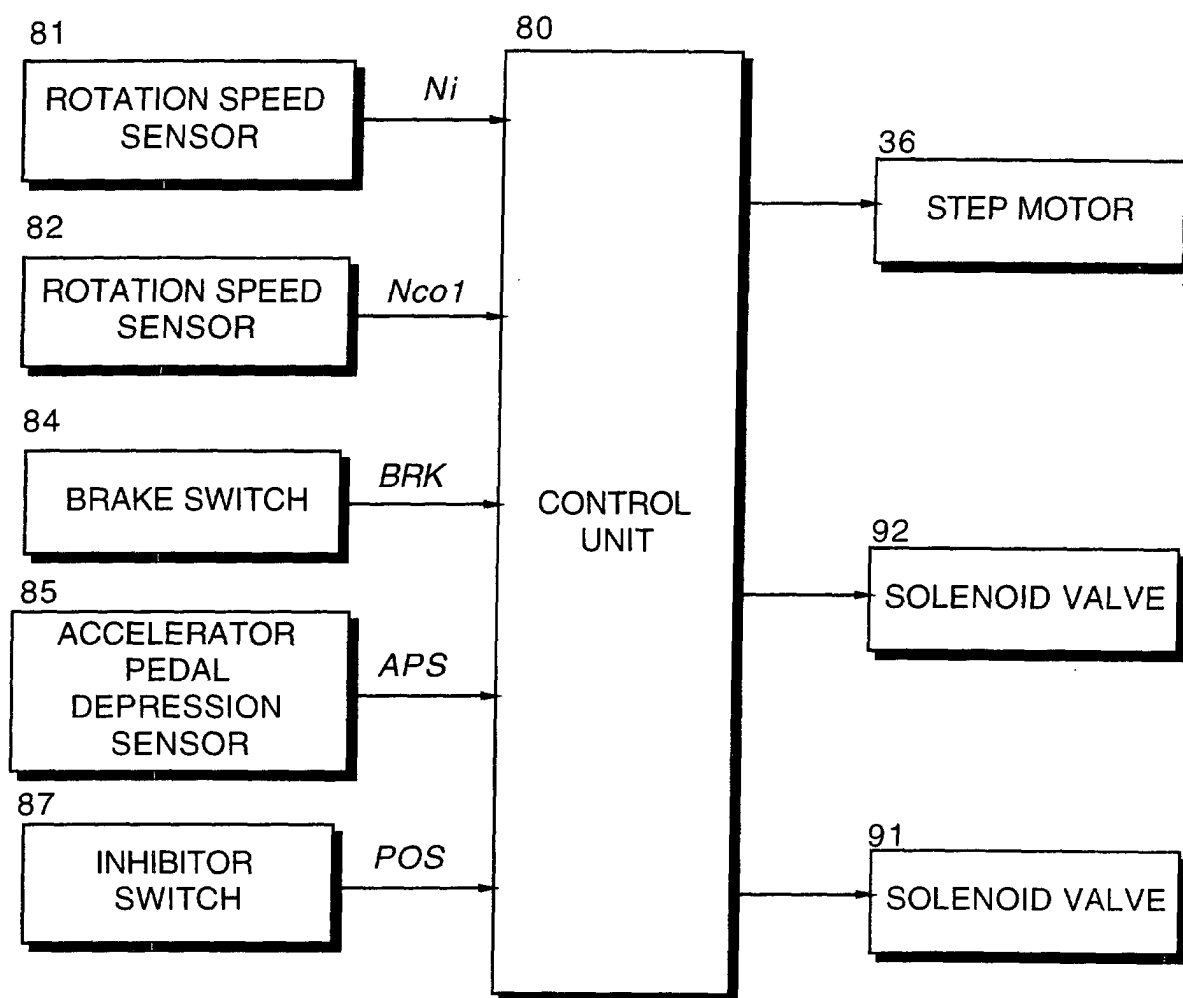 81
ROTATION SPEED
SENSOR
Ni
82
ROTATION SPEED
SENSOR
Nco1
84
BRAKE SWITCH
BRK
85
ACCELERATOR
PEDAL
DEPRESSION
SENSOR
APS
87
INHIBITOR
SWITCH
POS
80
CONTROL
UNIT
36
STEP MOTOR
92
SOLENOID VALVE
91
SOLENOID VALVE